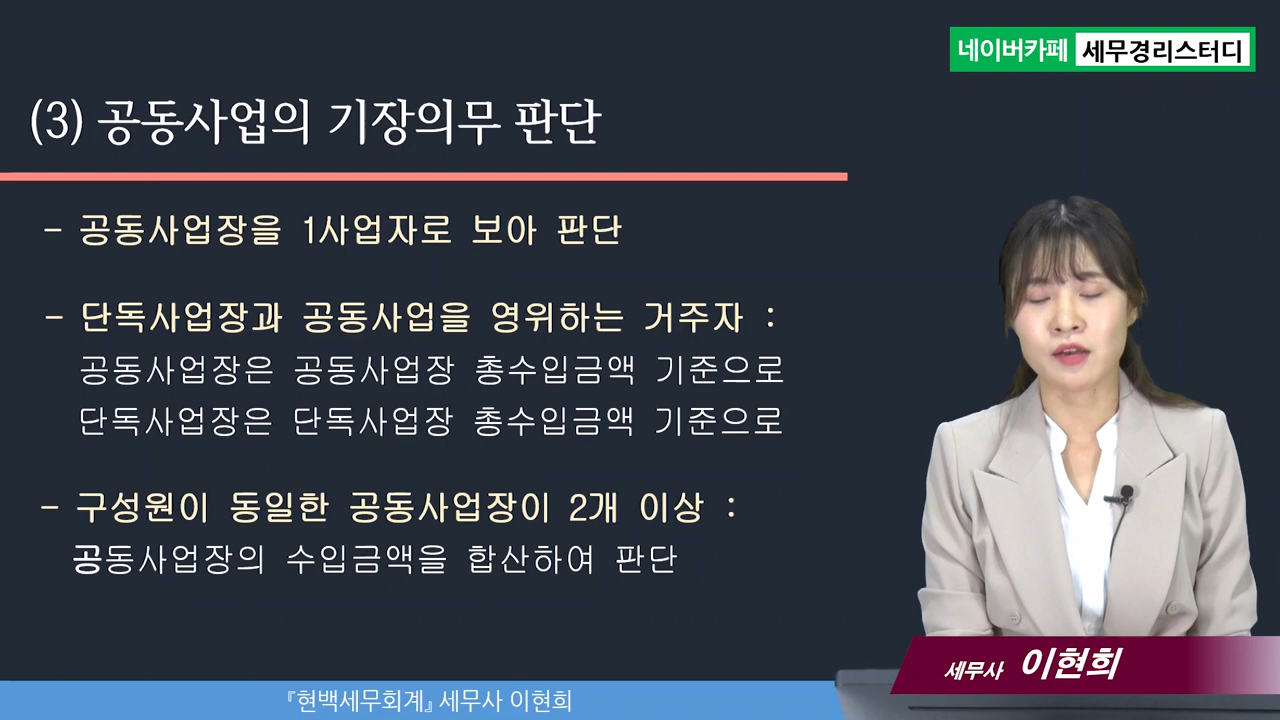 네이버카페 세무경리스터디
(3) 공동사업의 기장의무 판단
- 공동사업장을 1사업자로 보아 판단
- 단독사업장과 공동사업을 영위하는 거주자 :
공동사업장은 공동사업장 총수입금액 기준으로
단독사업장은 단독사업장 총수입금액 기준으로
- 구성원이 동일한 공동사업장이 2개 이상 :
공동사업장의 수입금액을 합산하여 판단
세무사 이현희
『현백세무회계』 세무사 이현희